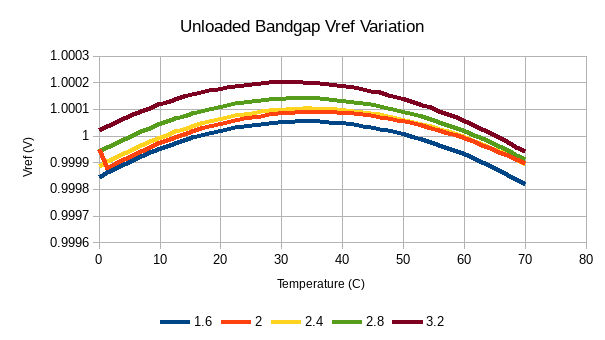 Unloaded Bandgap Vref Variation
1.0003
1.0002
1.0001
1
0.9999
0.9998
0.9997
0.9996
Vref (V)
0 10 20 30 40 50 60 70 80
Temperature (C)
1.6 2 2.4 2.8 3.2